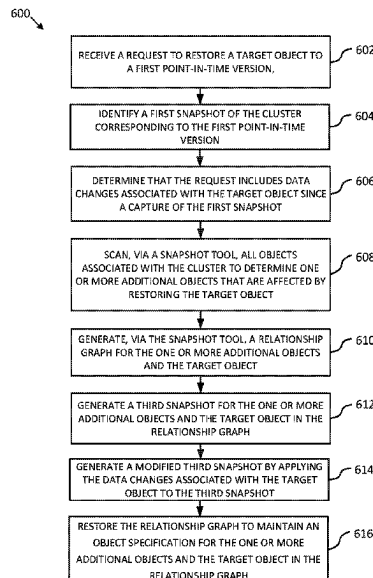 600
RECEIVE A REQUEST TO RESTORE A TARGET OBJECT TO
A FIRST POINT-IN-TIME VERSION,
602
IDENTIFY A FIRST SNAPSHOT OF THE CLUSTER
CORRESPONDING TO THE FIRST POINT-IN-TIME
VERSION
604
DETERMINE THAT THE REQUEST INCLUDES DATA
CHANGES ASSOCIATED WITH THE TARGET OBJECT SINCE
A CAPTURE OF THE FIRST SNAPSHOT
606
SCAN, VIA A SNAPSHOT TOOL, ALL OBJECTS
ASSOCIATED WITH THE CLUSTER TO DETERMINE ONE
OR MORE ADDITIONAL OBJECTS THAT ARE AFFECTED BY
RESTORING THE TARGET OBJECT
608
GENERATE, VIA THE SNAPSHOT TOOL, A RELATIONSHIP
GRAPH FOR THE ONE OR MORE ADDITIONAL OBJECTS
AND THE TARGET OBJECT
610
GENERATE A THIRD SNAPSHOT FOR THE ONE OR MORE
ADDITIONAL OBJECTS AND THE TARGET OBJECT IN THE
RELATIONSHIP GRAPH
612
GENERATE A MODIFIED THIRD SNAPSHOT BY APPLYING
THE DATA CHANGES ASSOCIATED WITH THE TARGET
OBJECT TO THE THIRD SNAPSHOT
614
RESTORE THE RELATIONSHIP GRAPH TO MAINTAIN AN
OBJECT SPECIFICATION FOR THE ONE OR MORE
ADDITIONAL OBJECTS AND THE TARGET OBJECT IN THE
RELATIONSHIP GRAPH
616